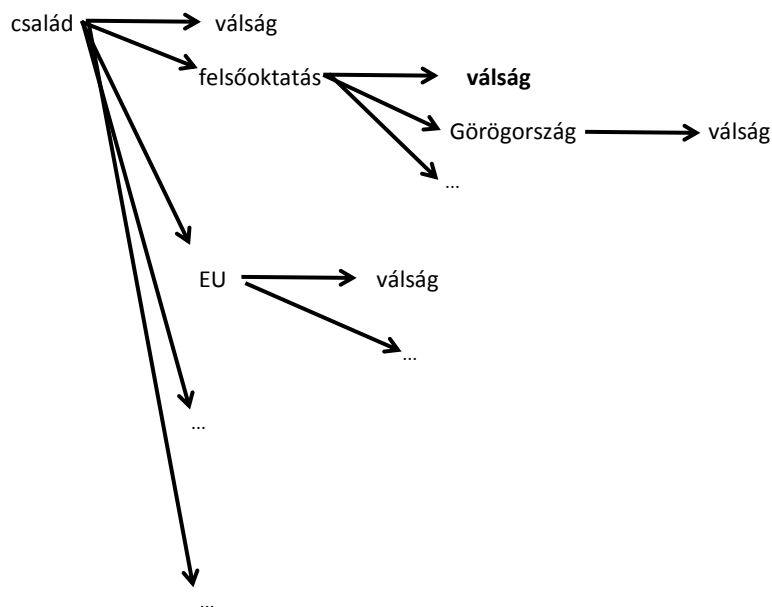 család
válság
felsőoktatás
válság
Görögország
válság
...
EU
válság
...
...
...